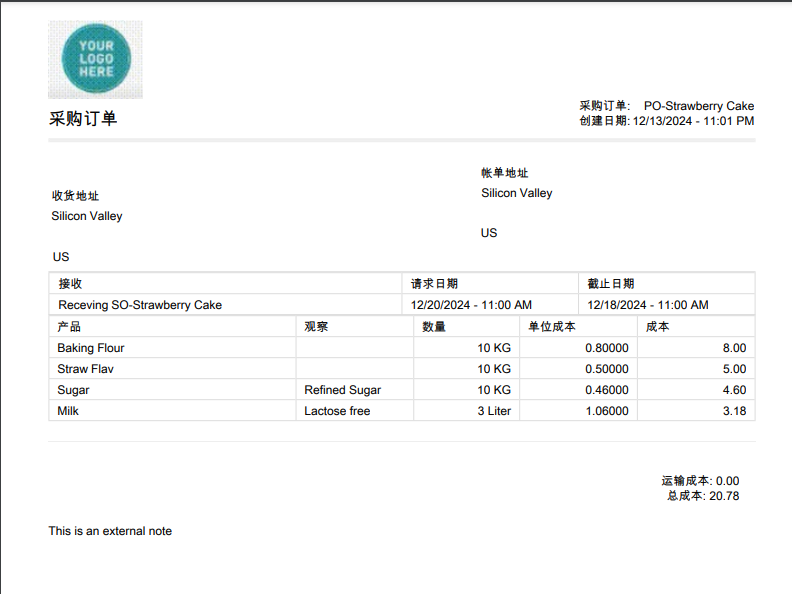 YOUR
LOGO
HERE
采购订单
采购订单: PO-Strawberry Cake
创建日期: 12/13/2024 - 11:01 PM
帐单地址
Silicon Valley
US
收货地址
Silicon Valley
US
接收 请求日期 截止日期
Receving SO-Strawberry Cake 12/20/2024 - 11:00 AM 12/18/2024 - 11:00 AM
产品 观察 数量 单位成本 成本
Baking Flour 10 KG 0.80000 8.00
Straw Flav 10 KG 0.50000 5.00
Sugar Refined Sugar 10 KG 0.46000 4.60
Milk Lactose free 3 Liter 1.06000 3.18
运输成本: 0.00
总成本: 20.78
This is an external note